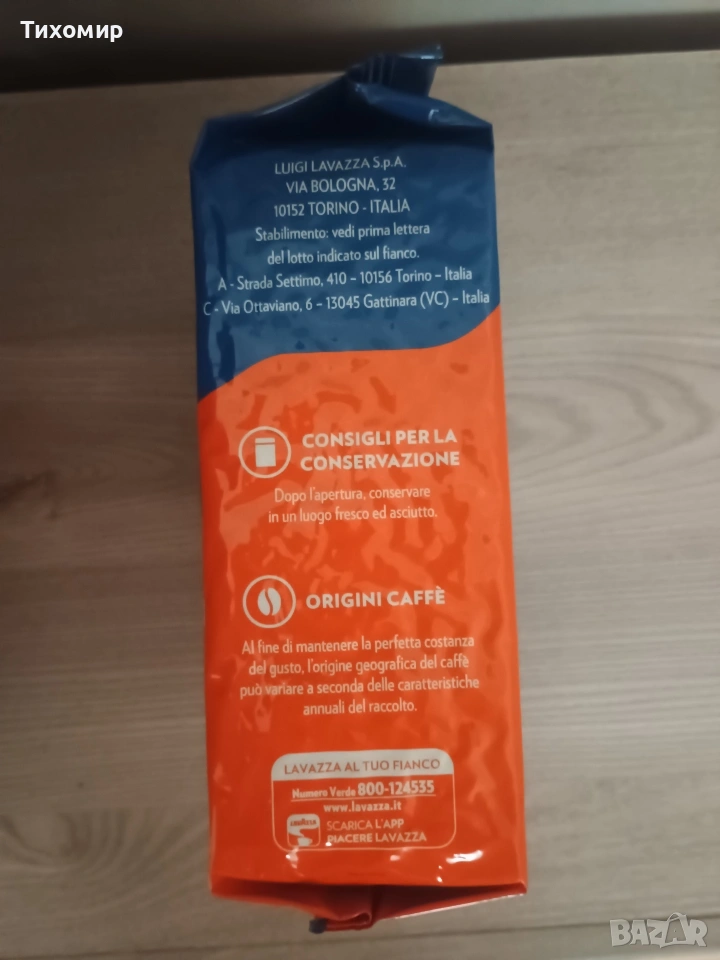 Тихомир
LUIGI LAVAZZA S.p.A.
VIA BOLOGNA, 32
10152 TORINO - ITALIA
Stabilimento: vedi prima lettera
del lotto indicato sul fianco.
A - Strada Settimo, 410 – 10156 Torino – Italia
C - Via Ottaviano, 6 – 13045 Gattinara (VC) – Italia
CONSIGLI PER LA
CONSERVAZIONE
Dopo l'apertura, conservare
in un luogo fresco ed asciutto.
ORIGINI CAFFÈ
Al fine di mantenere la perfetta costanza
del gusto, l'origine geografica del caffè
può variare a seconda delle caratteristiche
annuali del raccolto.
LAVAZZA AL TUO FIANCO
Numero Verde 800-124535
www.lavazza.it
LAVAZZA
SCARICA L'APP
PIACERE LAVAZZA
BAZAR